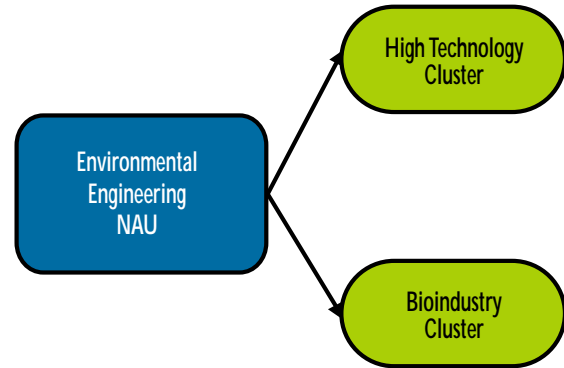 High Technology
Cluster
Environmental
Engineering
NAU
Bioindustry
Cluster